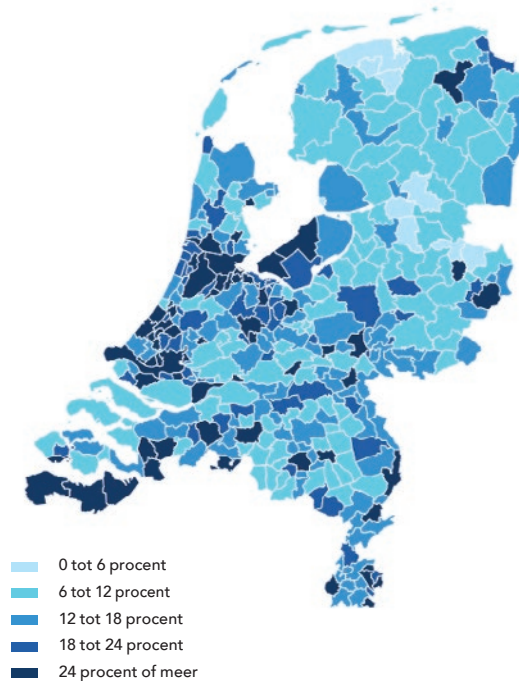 0 tot 6 procent
6 tot 12 procent
12 tot 18 procent
18 tot 24 procent
24 procent of meer